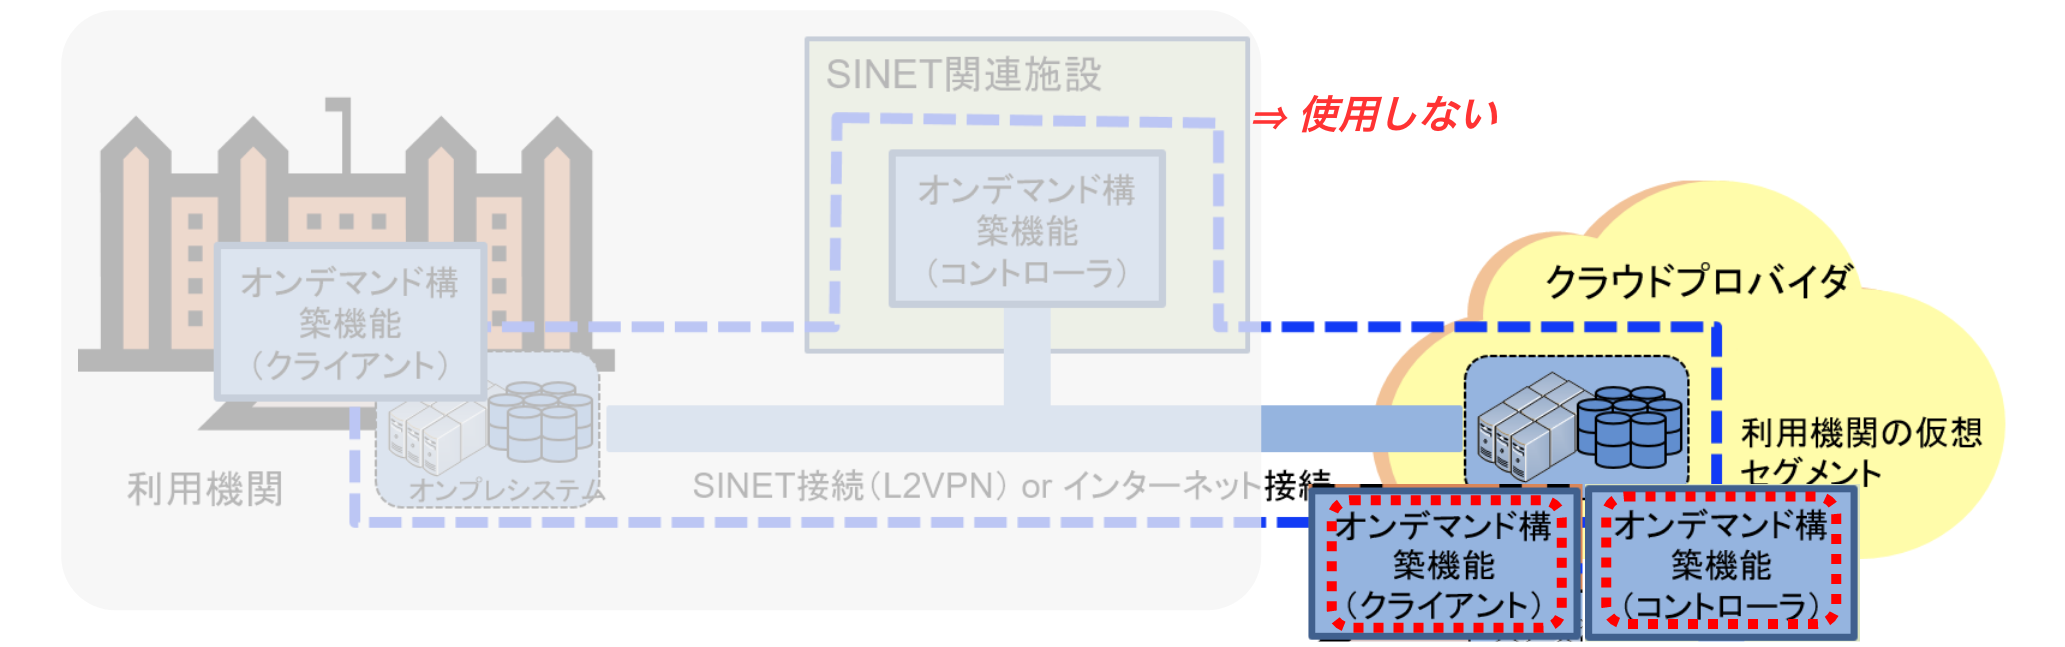 SINET関連施設
⇒ 使用しない
オンデマンド構
築機能
（コントローラ）
オンデマンド構
築機能
（クライアント）
クラウドプロバイダ
利用機関の仮想
セグメント
利用機関
オンプレシステム
SINET接続（L2VPN） or インターネット接続
オンデマンド構
築機能
（クライアント）
オンデマンド構
築機能
（コントローラ）